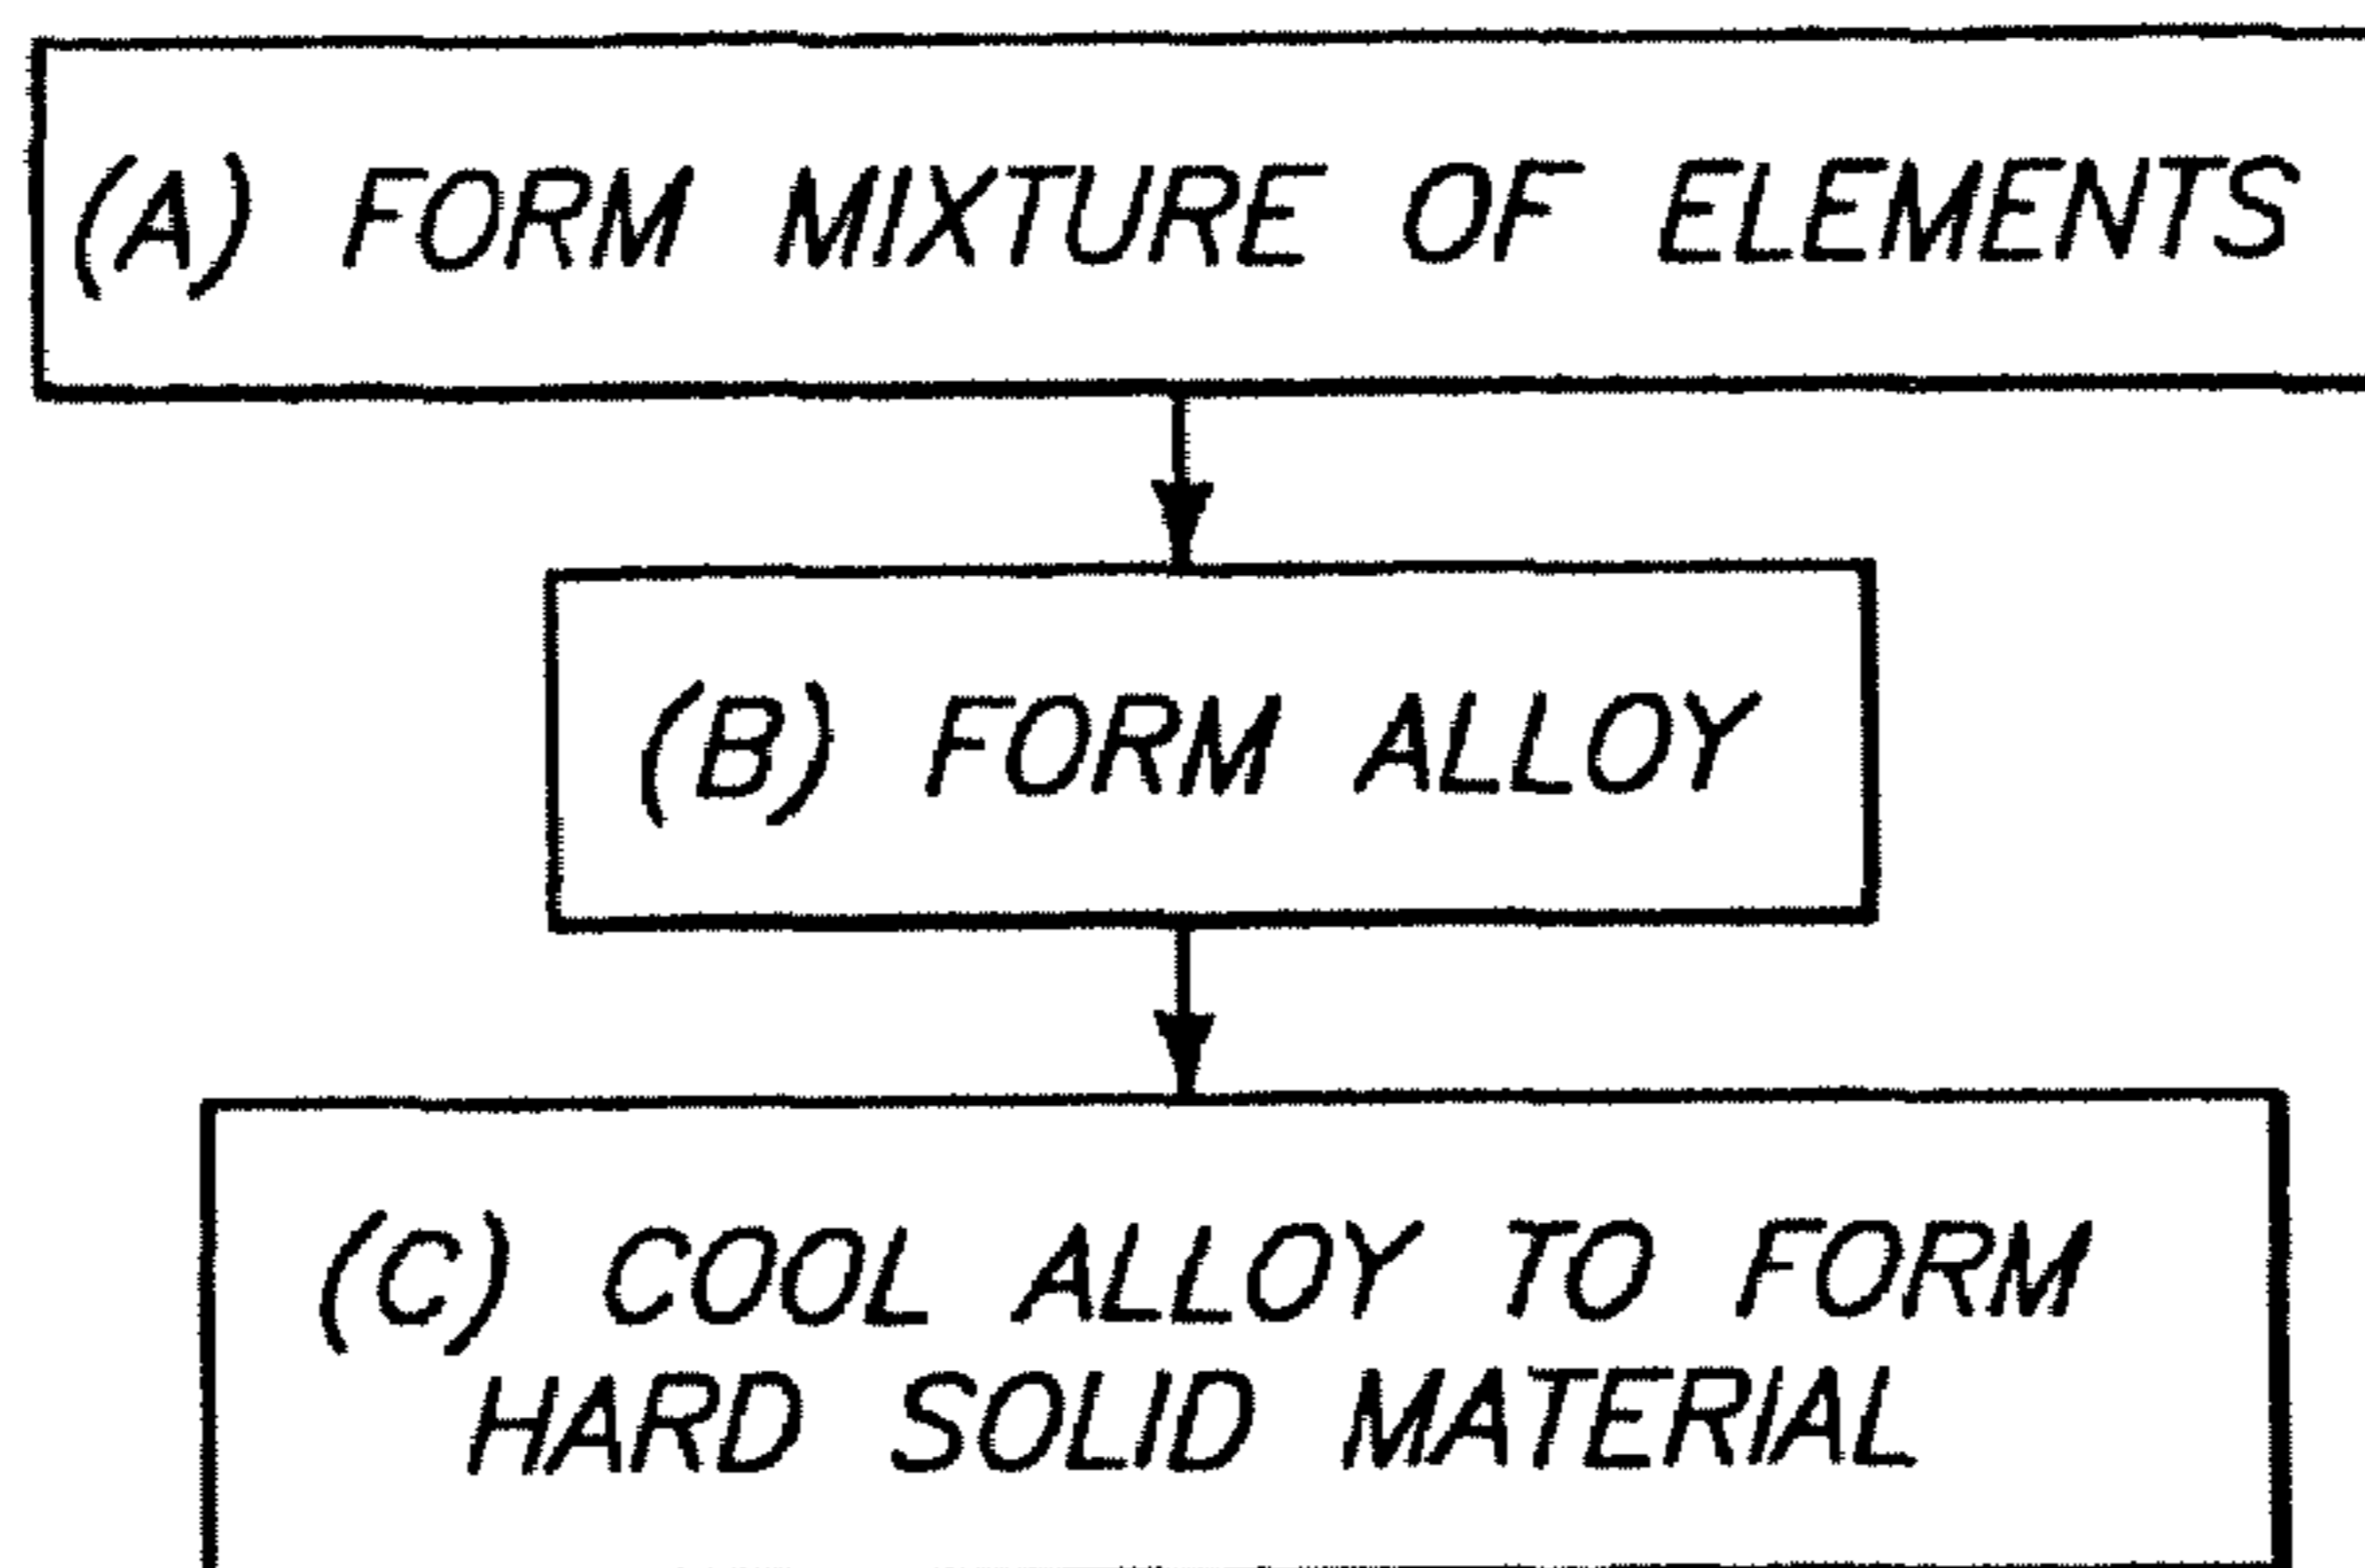 (A) FORM MIXTURE OF ELEMENTS
(B) FORM ALLOY
(C) COOL ALLOY TO FORM
HARD SOLID MATERIAL